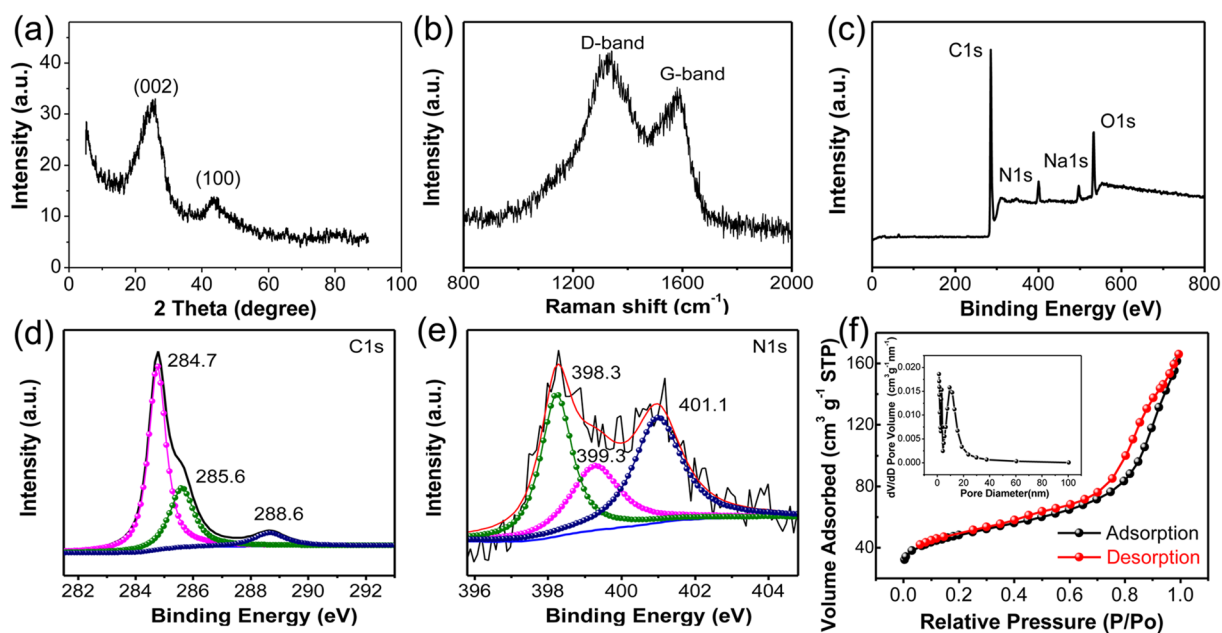 (a)
(002)
(100)
Intensity (a.u.)
40
30
20
10
0
0 20 40 60 80 100
2 Theta (degree)
(b)
D-band
G-band
Intensity (a.u.)
800 1200 1600 2000
Raman shift (cm⁻¹)
(c)
C1s
N1s
Na1s
O1s
Intensity (a.u.)
0 200 400 600 800
Binding Energy (eV)
(d)
C1s
284.7
285.6
288.6
Intensity (a.u.)
282 284 286 288 290 292
Binding Energy (eV)
(e)
N1s
398.3
399.3
401.1
Intensity (a.u.)
396 398 400 402 404
Binding Energy (eV)
(f)
Volume Adsorbed (cm³ g⁻¹ STP)
160
120
80
40
dV/dD Pore Volume (cm³g⁻¹nm⁻¹)
0.020
0.015
0.010
0.005
0.000
0 20 40 60 80 100
Pore Diameter(nm)
Adsorption
Desorption
0.0 0.2 0.4 0.6 0.8 1.0
Relative Pressure (P/Po)